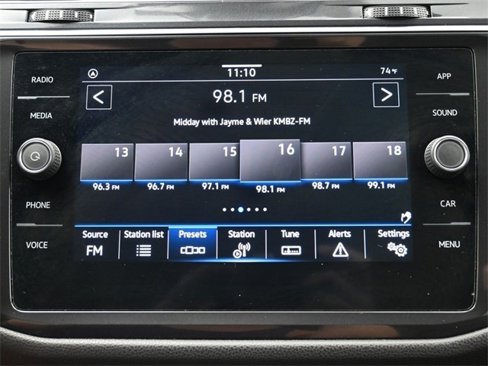 RADIO
MEDIA
PHONE
VOICE
11:10
74°F
98.1 FM
Midday with Jayme & Wier KMBZ-FM
13 14 15 16 17 18
96.3 FM 96.7 FM 97.1 FM 98.1 FM 98.7 FM 99.1 FM
Source Station list Presets Station Tune Alerts Settings
FM
APP
SOUND
CAR
MENU